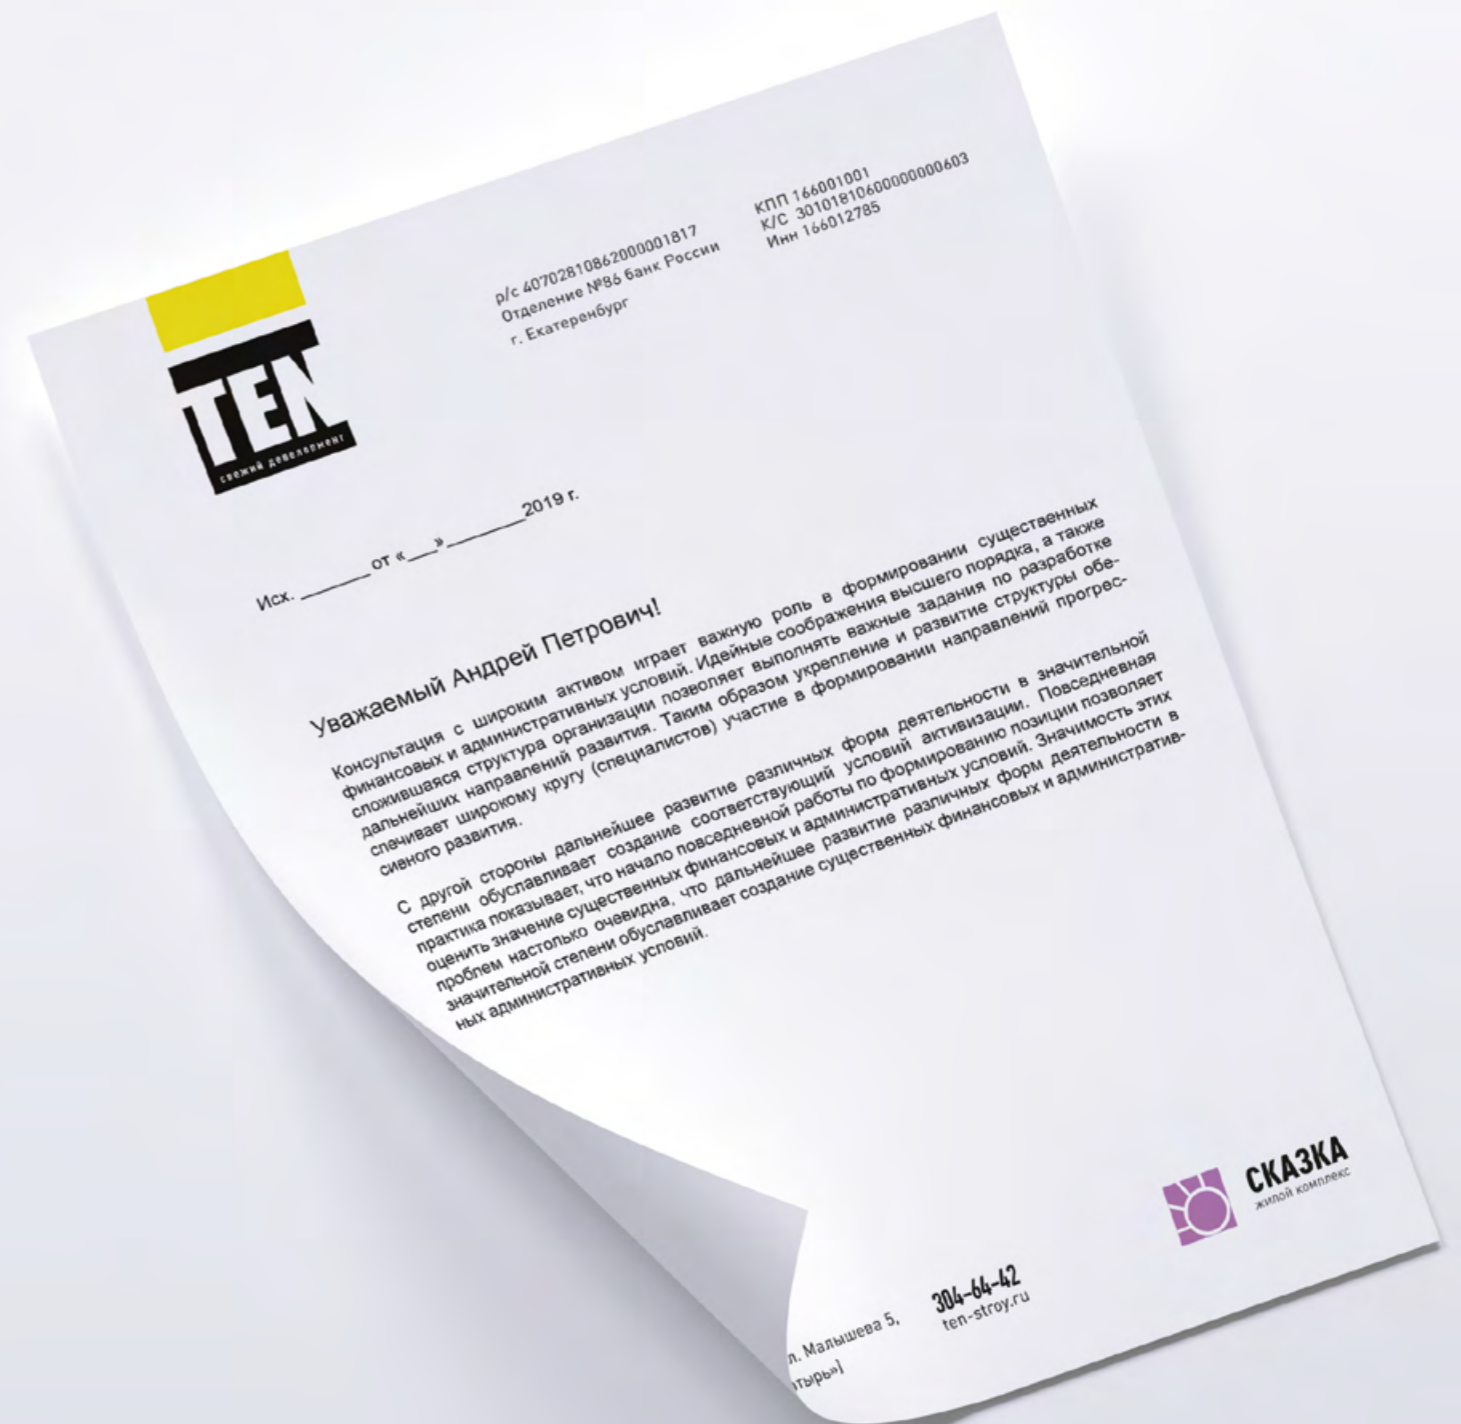 р/с 40702810862000001817
Отделение №86 банк России
г. Екатеренбург
КПП 166001001
К/С 30101810600000000603
Инн 166012785
TEN
свежий девелопмент
Исх. _______от «___»________2019 г.
Уважаемый Андрей Петрович!
Консультация с широким активом играет важную роль в формировании существенных
финансовых и административных условий. Идейные соображения высшего порядка, а также
сложившаяся структура организации позволяет выполнять важные задания по разработке
дальнейших направлений развития. Таким образом укрепление и развитие структуры обе-
спечивает широкому кругу (специалистов) участие в формировании направлений прогрес-
сивного развития.
С другой стороны дальнейшее развитие различных форм деятельности в значительной
степени обуславливает создание соответствующий условий активизации. Повседневная
практика показывает, что начало повседневной работы по формированию позиции позволяет
оценить значение существенных финансовых и административных условий. Значимость этих
проблем настолько очевидна, что дальнейшее развитие различных форм деятельности в
значительной степени обуславливает создание существенных финансовых и административ-
ных административных условий.
СКАЗКА
жилой комплекс
304-64-42
ten-stroy.ru
л. Малышева 5,
тырь»]